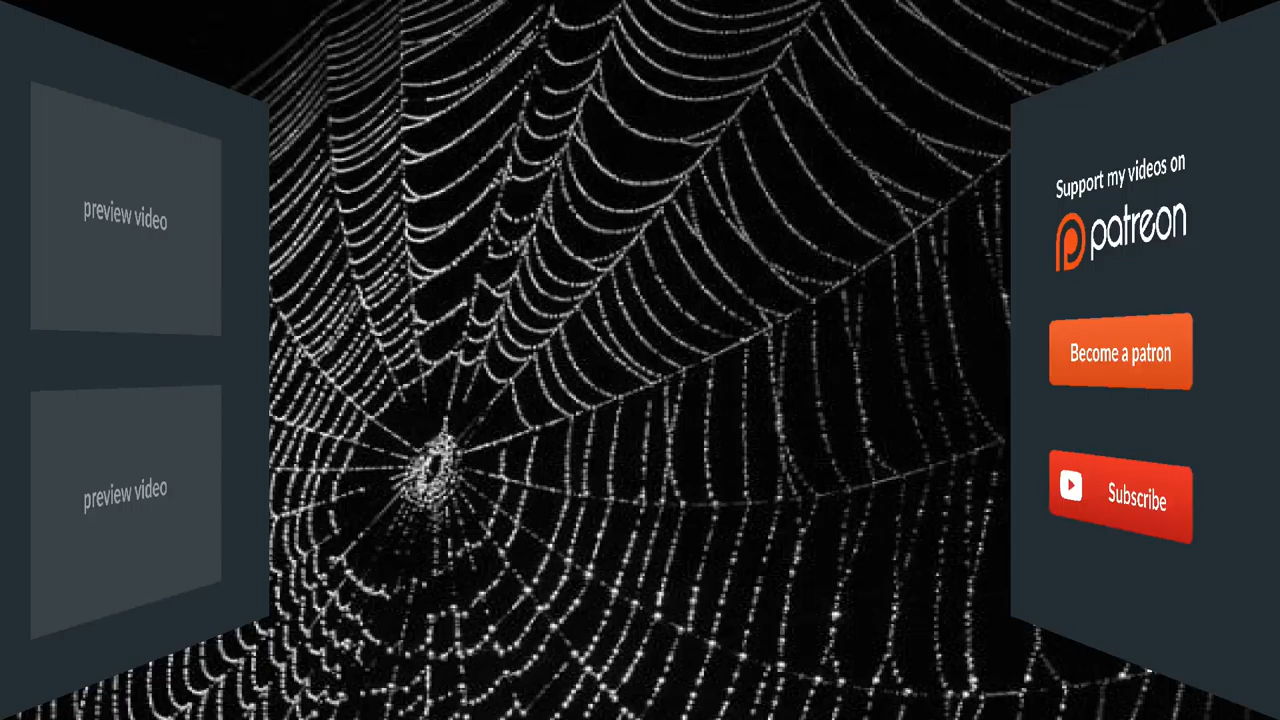 preview video
preview video
Support my videos on
patreon
Become a patron
Subscribe